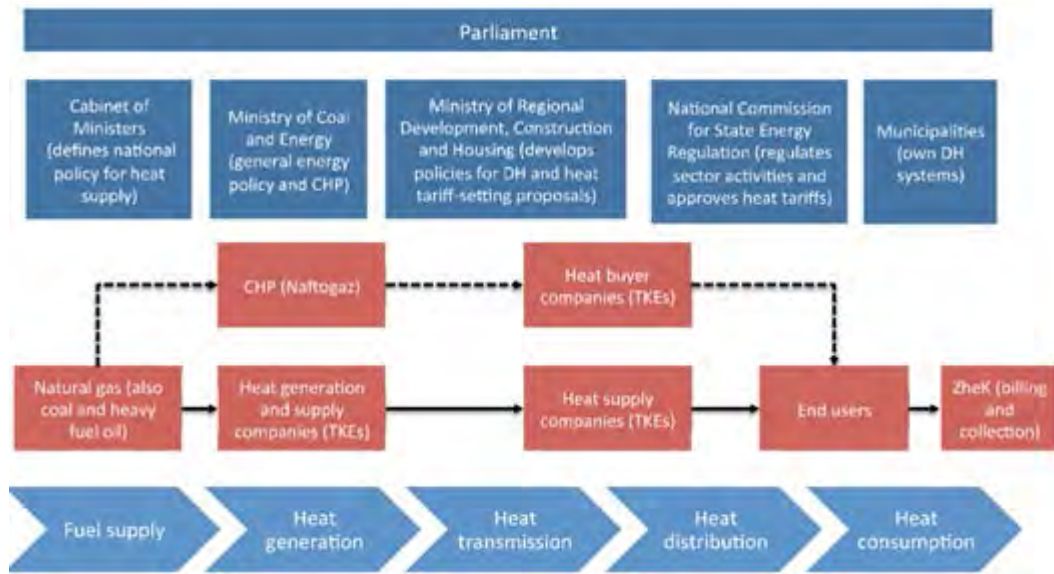 Parliament
Cabinet of
Ministers
(defines national
policy for heat
supply)
Ministry of Coal
and Energy
(general energy
policy and CHP)
Ministry of Regional
Development, Construction
and Housing (develops
policies for DH and heat
tariff-setting proposals)
National Commission
for State Energy
Regulation (regulates
sector activities and
approves heat tariffs)
Municipalities
(own DH
systems)
CHP (Naftogaz)
Heat buyer
companies (TKEs)
Natural gas (also
coal and heavy
fuel oil)
Heat generation
and supply
companies (TKEs)
Heat supply
companies (TKEs)
End users
ZheK (billing
and
collection)
Fuel supply
Heat
generation
Heat
transmission
Heat
distribution
Heat
consumption